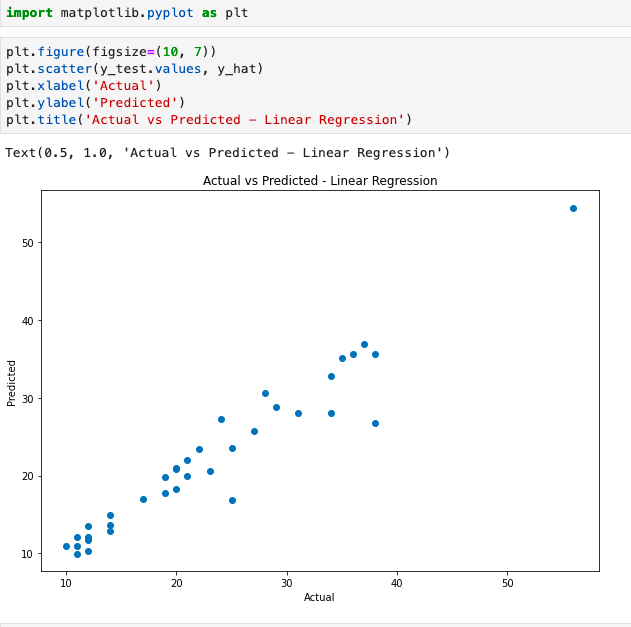 import matplotlib.pyplot as plt
plt.figure(figsize=(10, 7))
plt.scatter(y_test.values, y_hat)
plt.xlabel('Actual')
plt.ylabel('Predicted')
plt.title('Actual vs Predicted - Linear Regression')
Text(0.5, 1.0, 'Actual vs Predicted - Linear Regression')
Actual vs Predicted - Linear Regression
50
40
30
20
10
Predicted
10 20 30 40 50
Actual